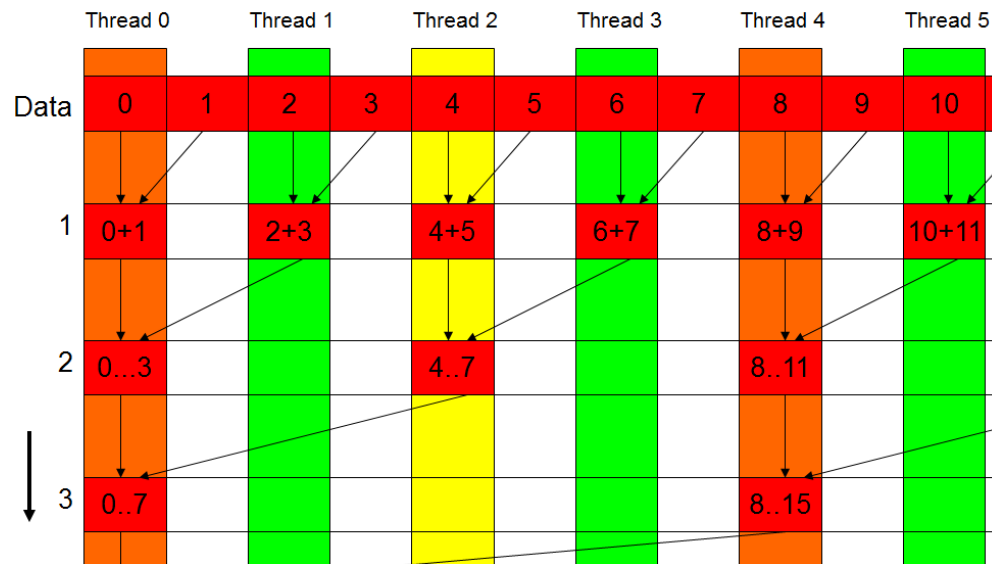 Thread 0 Thread 1 Thread 2 Thread 3 Thread 4 Thread 5
Data 0 1 2 3 4 5 6 7 8 9 10
1 0+1 2+3 4+5 6+7 8+9 10+11
2 0...3 4..7 8..11
3 0..7 8..15